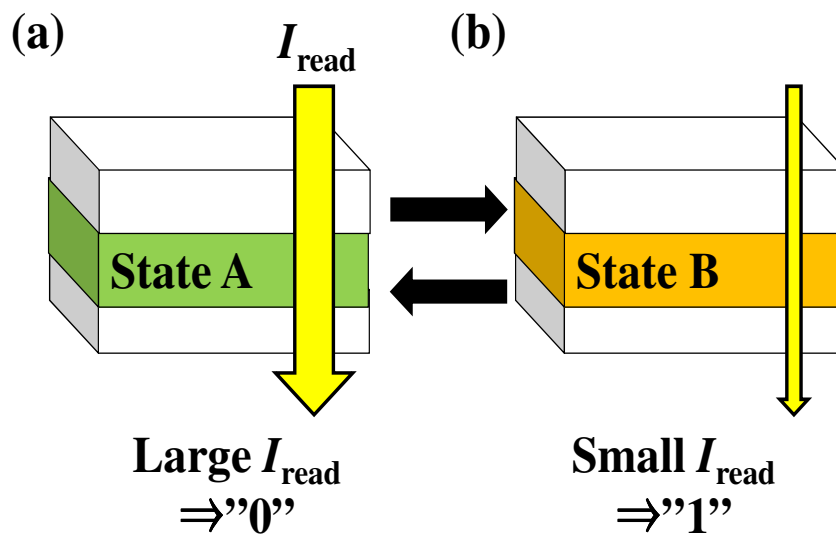 (a)
I read
State A
Large I read
⇒”0”
(b)
State B
Small I read
⇒”1”